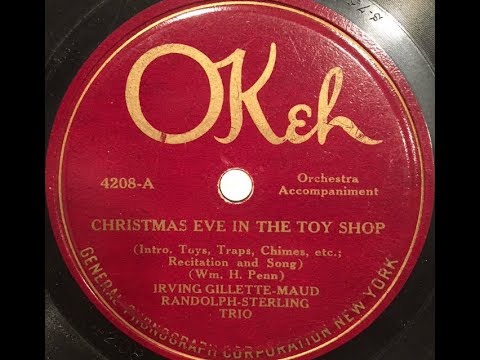 OKeh
4208-A
Orchestra
Accompaniment
CHRISTMAS EVE IN THE TOY SHOP
(Intro. Toys, Traps, Chimes, etc.;
Recitation and Song)
(Wm. H. Penn)
IRVING GILLETTE-MAUD
RANDOLPH-STERLING
TRIO
GENERAL PHONOGRAPH CORPORATION NEW YORK